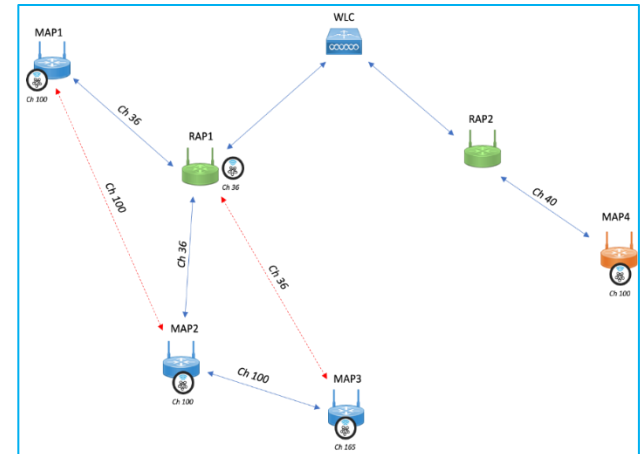 MAP1
WLC
Ch 100
Ch 36
RAP1
Ch 36
RAP2
Ch 100
Ch 40
MAP4
Ch 100
Ch 36
Ch 36
MAP2
Ch 100
Ch 100
MAP3
Ch 165